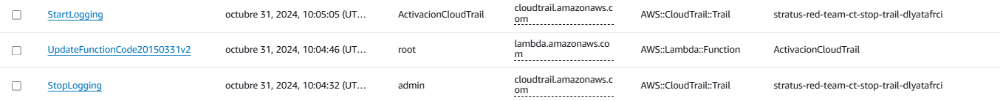 StartLogging octubre 31, 2024, 10:05:05 (UT… ActivacionCloudTrail cloudtrail.amazonaws.c
om AWS::CloudTrail::Trail stratus-red-team-ct-stop-trail-dlyatafrci
UpdateFunctionCode20150331v2 octubre 31, 2024, 10:04:46 (UT… root lambda.amazonaws.co
m AWS::Lambda::Function ActivacionCloudTrail
StopLogging octubre 31, 2024, 10:04:32 (UT… admin cloudtrail.amazonaws.c
om AWS::CloudTrail::Trail stratus-red-team-ct-stop-trail-dlyatafrci